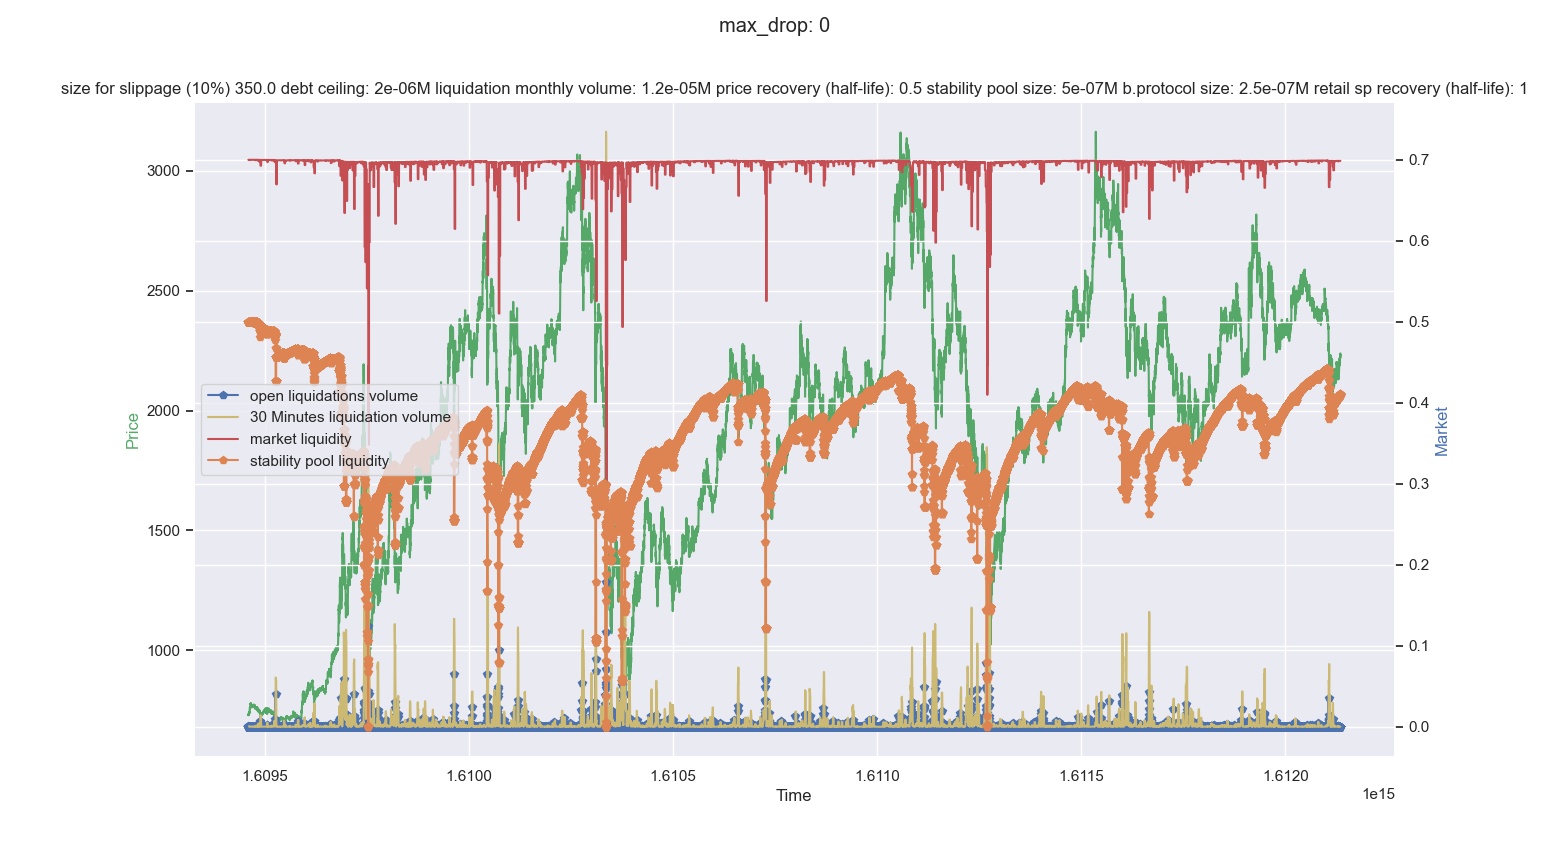 max_drop: 0
size for slippage (10%) 350.0 debt ceiling: 2e-06M liquidation monthly volume: 1.2e-05M price recovery (half-life): 0.5 stability pool size: 5e-07M b.protocol size: 2.5e-07M retail sp recovery (half-life): 1
3000
2500
2000
1500
1000
Price
0.7
0.6
0.5
0.4
0.3
0.2
0.1
0.0
Market
open liquidations volume
30 Minutes liquidation volume
market liquidity
stability pool liquidity
1.6095 1.6100 1.6105 1.6110 1.6115 1.6120
Time
1e15